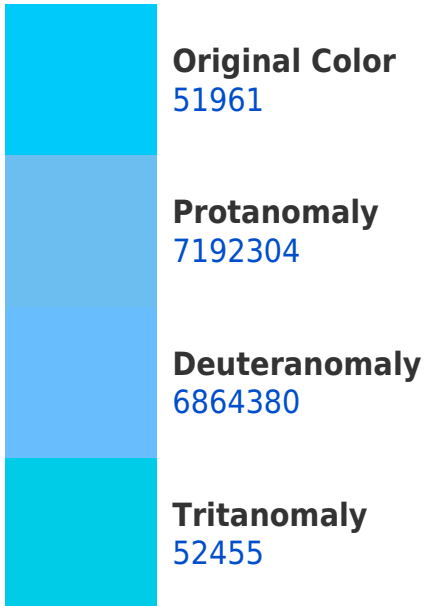 Original Color
51961
Protanomaly
7192304
Deuteranomaly
6864380
Tritanomaly
52455